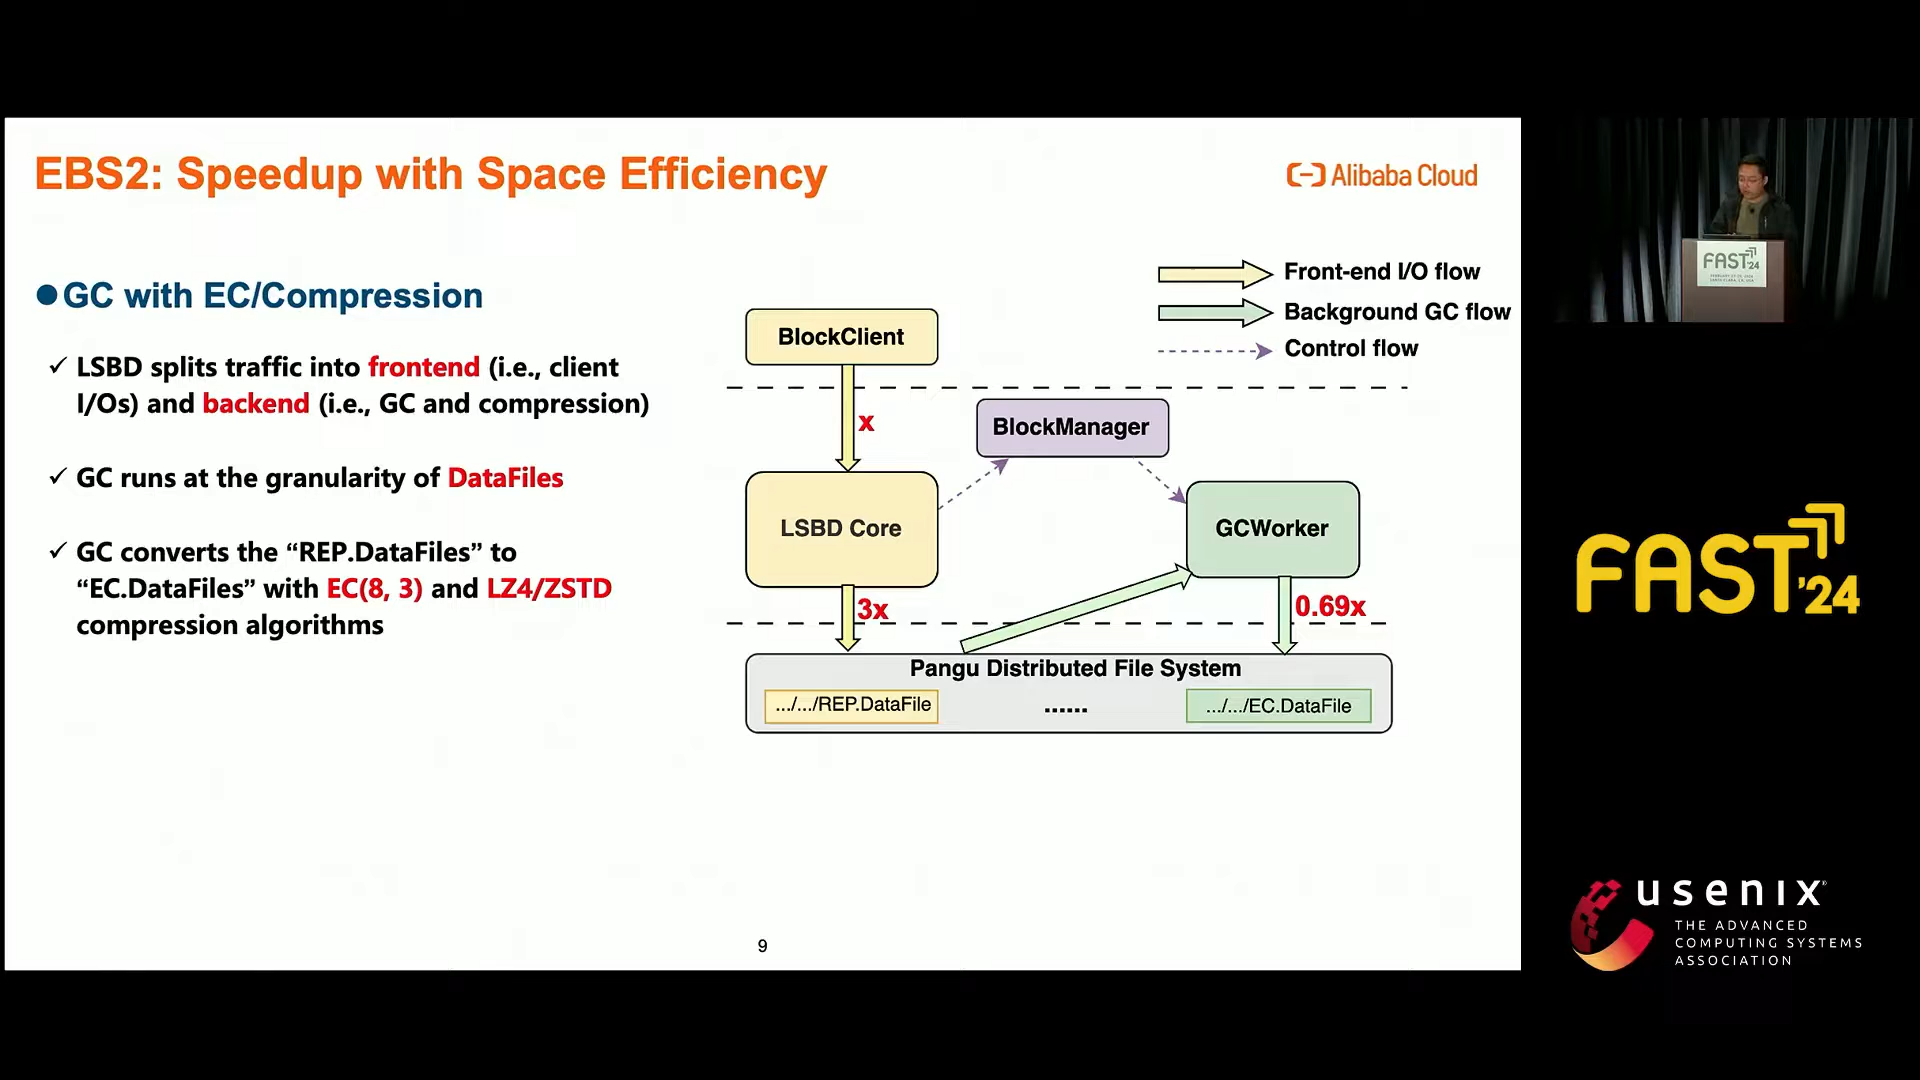 EBS2: Speedup with Space Efficiency
Alibaba Cloud
●GC with EC/Compression
✓ LSBD splits traffic into frontend (i.e., client
I/Os) and backend (i.e., GC and compression)
✓ GC runs at the granularity of DataFiles
✓ GC converts the “REP.DataFiles” to
“EC.DataFiles” with EC(8, 3) and LZ4/ZSTD
compression algorithms
Front-end I/O flow
Background GC flow
Control flow
BlockClient
x
BlockManager
LSBD Core
GCWorker
3x
0.69x
Pangu Distributed File System
.../.../REP.DataFile
......
.../.../EC.DataFile
9
FAST'24
FAST'24
usenix
THE ADVANCED
COMPUTING SYSTEMS
ASSOCIATION